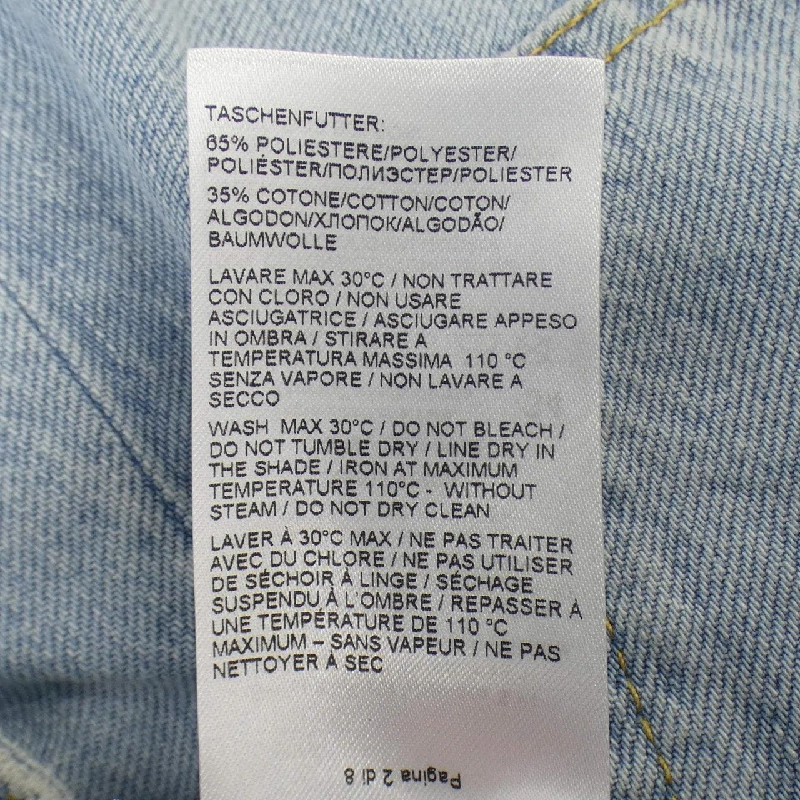 TASCHENFUTTER:
65% POLIESTERE/POLYESTER/
POLIÉSTER/ПОЛИЭСТЕР/POLIESTER
35% COTONE/COTTON/COTON/
ALGODON/ХЛОПОК/ALGODÃO/
BAUMWOLLE
LAVARE MAX 30°C / NON TRATTARE
CON CLORO / NON USARE
ASCIUGATRICE / ASCIUGARE APPESO
IN OMBRA / STIRARE A
TEMPERATURA MASSIMA 110 °C
SENZA VAPORE / NON LAVARE A
SECCO
WASH MAX 30°C / DO NOT BLEACH /
DO NOT TUMBLE DRY / LINE DRY IN
THE SHADE / IRON AT MAXIMUM
TEMPERATURE 110°C - WITHOUT
STEAM / DO NOT DRY CLEAN
LAVER À 30°C MAX / NE PAS TRAITER
AVEC DU CHLORE / NE PAS UTILISER
DE SÉCHOIR À LINGE / SÉCHAGE
SUSPENDU À L'OMBRE / REPASSER À
UNE TEMPÉRATURE DE 110 °C
MAXIMUM – SANS VAPEUR / NE PAS
NETTOYER À SEC
Pagina 2 di 8